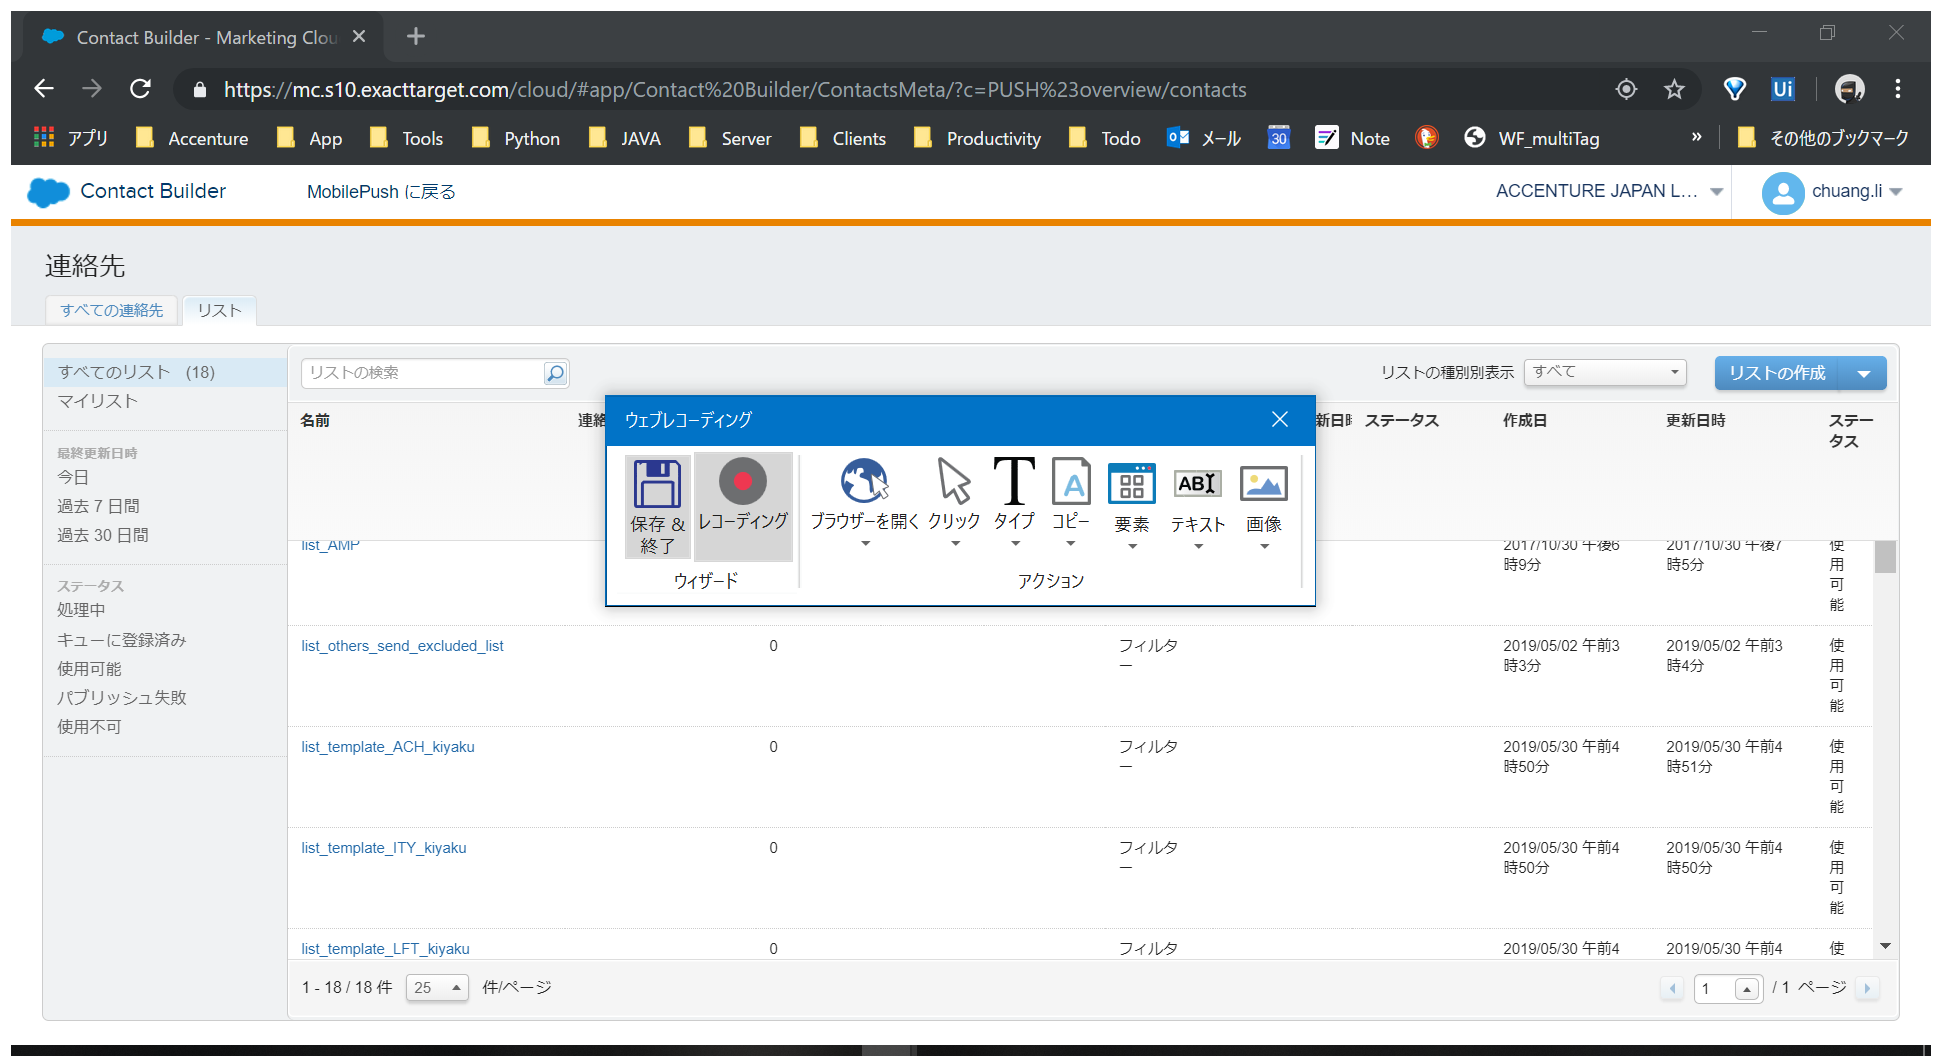 Contact Builder - Marketing Clou
https://mc.s10.exacttarget.com/cloud/#app/Contact%20Builder/ContactsMeta/?c=PUSH%23overview/contacts
Ui
アプリ Accenture App Tools Python JAVA Server Clients Productivity Todo メール 30 Note WF_multiTag » その他のブックマーク
Contact Builder MobilePush に戻る ACCENTURE JAPAN L... chuang.li
連絡先
すべての連絡先 リスト
すべてのリスト (18)
マイリスト
最終更新日時
今日
過去 7 日間
過去 30 日間
ステータス
処理中
キューに登録済み
使用可能
パブリッシュ失敗
使用不可
リストの検索 リストの種別別表示 すべて リストの作成
名前 連絡 新日時 ステータス 作成日 更新日時 ステー
タス
ウェブレコーディング
保存 &
終了
レコーディング
ブラウザーを開く クリック タイプ コピー 要素 テキスト 画像
ウィザード アクション
list_AMP 2017/10/30 午後6 2017/10/30 午後7 使
時9分 時5分 用
可
能
list_others_send_excluded_list 0 フィルタ 2019/05/02 午前3 2019/05/02 午前3 使
ー 時3分 時4分 用
可
能
list_template_ACH_kiyaku 0 フィルタ 2019/05/30 午前4 2019/05/30 午前4 使
ー 時50分 時51分 用
可
能
list_template_ITY_kiyaku 0 フィルタ 2019/05/30 午前4 2019/05/30 午前4 使
ー 時50分 時50分 用
可
能
list_template_LFT_kiyaku 0 フィルタ 2019/05/30 午前4 2019/05/30 午前4 使
1 - 18 / 18 件 25 件/ページ 1 / 1 ページ